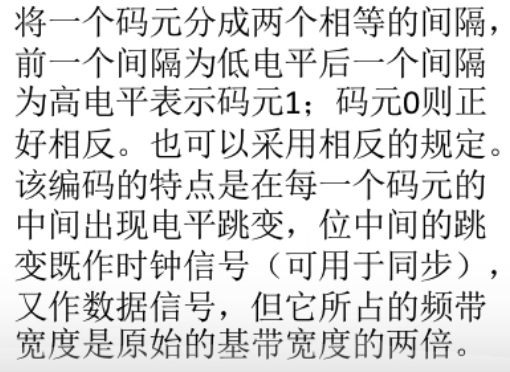 将一个码元分成两个相等的间隔，
前一个间隔为低电平后一个间隔
为高电平表示码元1；码元0则正
好相反。也可以采用相反的规定。
该编码的特点是在每一个码元的
中间出现电平跳变，位中间的跳
变既作时钟信号（可用于同步），
又作数据信号，但它所占的频带
宽度是原始的基带宽度的两倍。